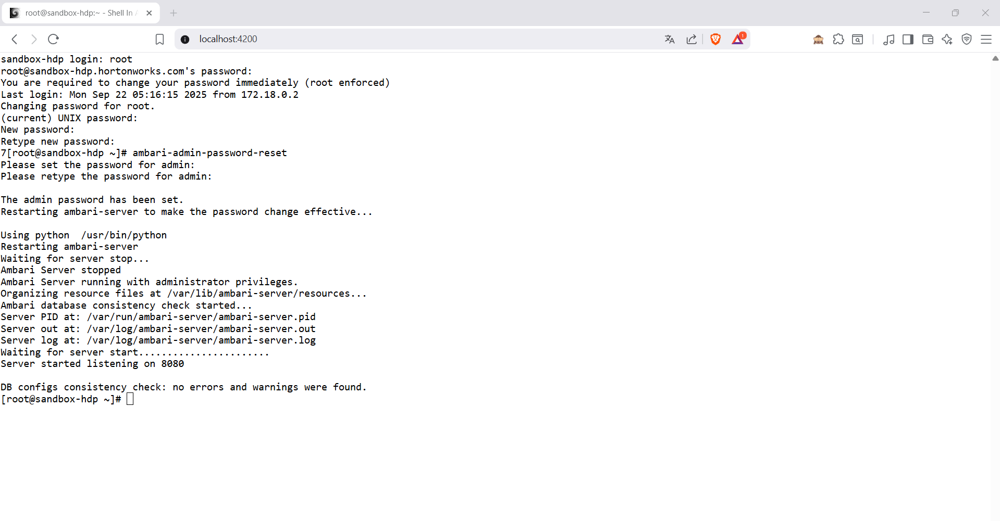 root@sandbox-hdp:~ - Shell In
localhost:4200
1
sandbox-hdp login: root
root@sandbox-hdp.hortonworks.com's password:
You are required to change your password immediately (root enforced)
Last login: Mon Sep 22 05:16:15 2025 from 172.18.0.2
Changing password for root.
(current) UNIX password:
New password:
Retype new password:
7[root@sandbox-hdp ~]# ambari-admin-password-reset
Please set the password for admin:
Please retype the password for admin:
The admin password has been set.
Restarting ambari-server to make the password change effective...
Using python  /usr/bin/python
Restarting ambari-server
Waiting for server stop...
Ambari Server stopped
Ambari Server running with administrator privileges.
Organizing resource files at /var/lib/ambari-server/resources...
Ambari database consistency check started...
Server PID at: /var/run/ambari-server/ambari-server.pid
Server out at: /var/log/ambari-server/ambari-server.out
Server log at: /var/log/ambari-server/ambari-server.log
Waiting for server start.......................
Server started listening on 8080
DB configs consistency check: no errors and warnings were found.
[root@sandbox-hdp ~]#